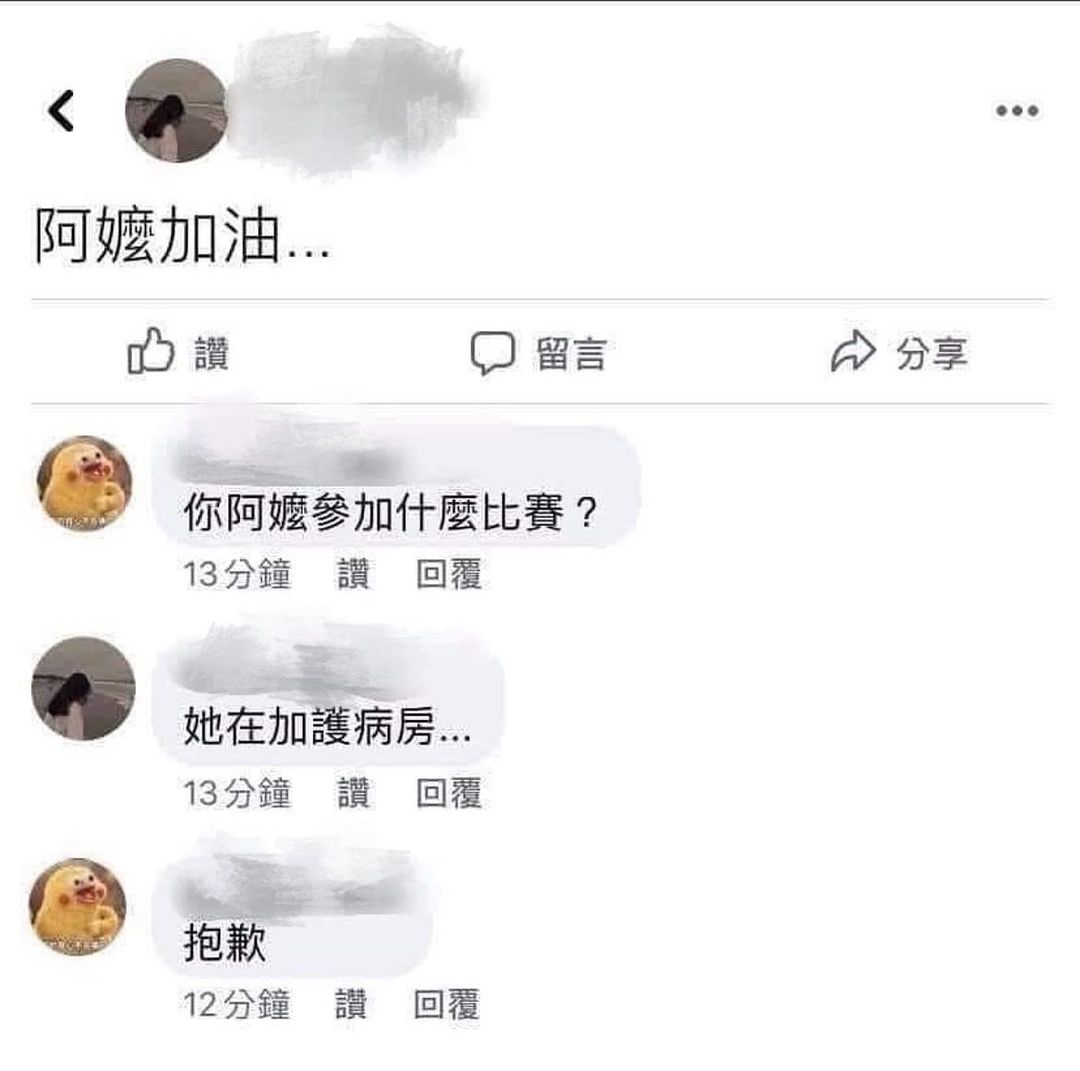 阿嬤加油...
讚 留言 分享
你阿嬤參加什麼比賽？
13分鐘 讚 回覆
她在加護病房...
13分鐘 讚 回覆
抱歉
12分鐘 讚 回覆